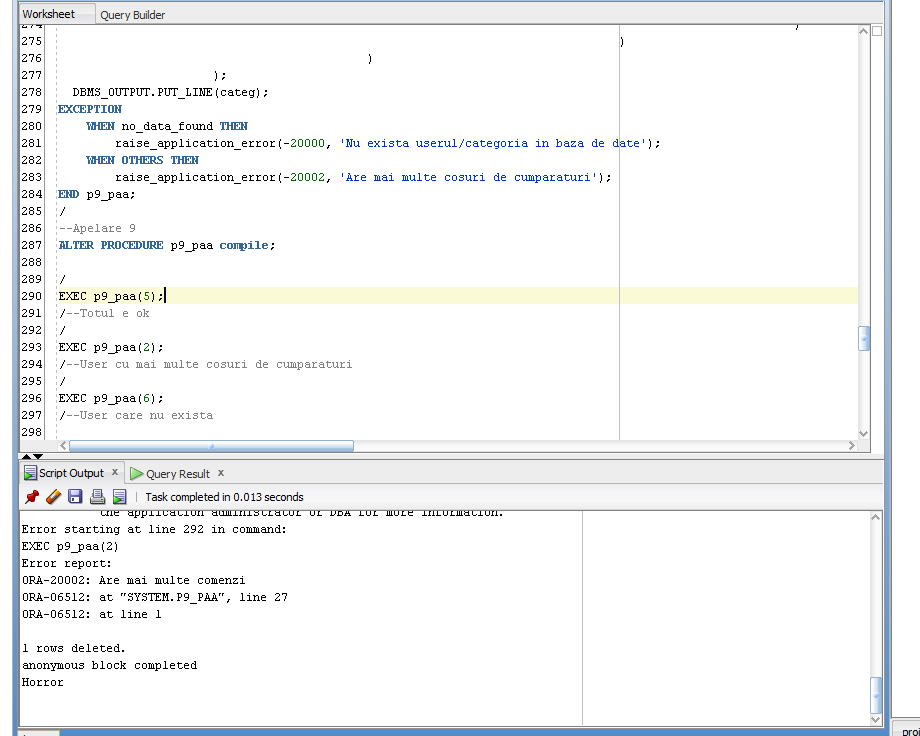 Worksheet Query Builder
274 )
275 )
276 )
277 );
278 DBMS_OUTPUT.PUT_LINE(categ);
279 EXCEPTION
280 WHEN no_data_found THEN
281 raise_application_error(-20000, 'Nu exista userul/categoria in baza de date');
282 WHEN OTHERS THEN
283 raise_application_error(-20002, 'Are mai multe cosuri de cumparaturi');
284 END p9_paa;
285 /
286 --Apelare 9
287 ALTER PROCEDURE p9_paa compile;
288
289 /
290 EXEC p9_paa(5);
291 /--Totul e ok
292 /
293 EXEC p9_paa(2);
294 /--User cu mai multe cosuri de cumparaturi
295 /
296 EXEC p9_paa(6);
297 /--User care nu exista
298
Script Output x Query Result x
Task completed in 0.013 seconds
the application administrator or DBA for more information.
Error starting at line 292 in command:
EXEC p9_paa(2)
Error report:
ORA-20002: Are mai multe comenzi
ORA-06512: at "SYSTEM.P9_PAA", line 27
ORA-06512: at line 1
1 rows deleted.
anonymous block completed
Horror